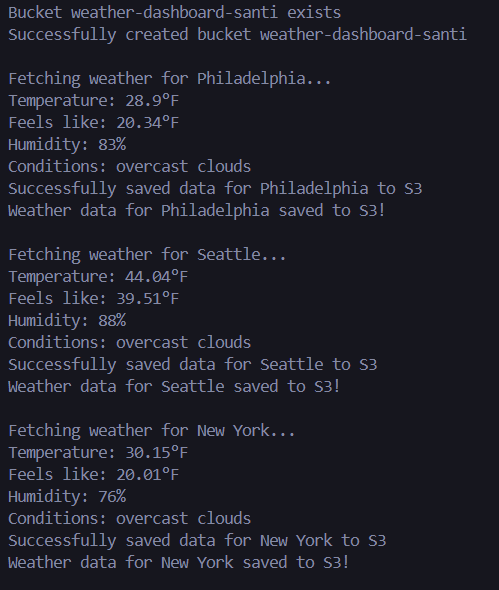 Bucket weather-dashboard-santi exists
Successfully created bucket weather-dashboard-santi
Fetching weather for Philadelphia...
Temperature: 28.9°F
Feels like: 20.34°F
Humidity: 83%
Conditions: overcast clouds
Successfully saved data for Philadelphia to S3
Weather data for Philadelphia saved to S3!
Fetching weather for Seattle...
Temperature: 44.04°F
Feels like: 39.51°F
Humidity: 88%
Conditions: overcast clouds
Successfully saved data for Seattle to S3
Weather data for Seattle saved to S3!
Fetching weather for New York...
Temperature: 30.15°F
Feels like: 20.01°F
Humidity: 76%
Conditions: overcast clouds
Successfully saved data for New York to S3
Weather data for New York saved to S3!